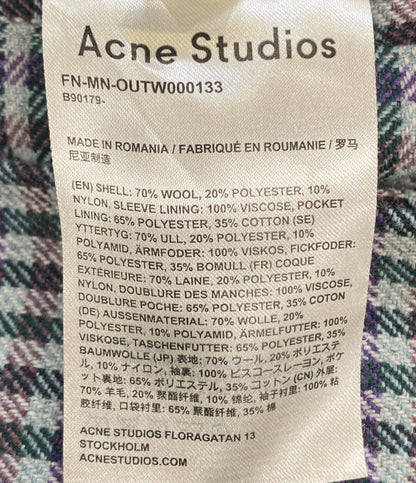 Acne Studios
FN-MN-OUTW000133
B90179-
MADE IN ROMANIA / FABRIQUÉ EN ROUMANIE / 罗马
尼亚制造
(EN) SHELL: 70% WOOL, 20% POLYESTER, 10%
NYLON, SLEEVE LINING: 100% VISCOSE, POCKET
LINING: 65% POLYESTER, 35% COTTON (SE)
YTTERTYG: 70% ULL, 20% POLYESTER, 10%
POLYAMID, ÄRMFODER: 100% VISKOS, FICKFODER:
65% POLYESTER, 35% BOMULL (FR) COQUE
EXTÉRIEURE: 70% LAINE, 20% POLYESTER, 10%
NYLON, DOUBLURE DES MANCHES: 100% VISCOSE,
DOUBLURE POCHE: 65% POLYESTER, 35% COTON
(DE) AUSSENMATERIAL: 70% WOLLE, 20%
POLYESTER, 10% POLYAMID, ÄRMELFUTTER: 100%
VISKOSE, TASCHENFUTTER: 65% POLYESTER, 35%
BAUMWOLLE (JP) 表地: 70% ウール, 20% ポリエステ
ル, 10% ナイロン, 袖裏: 100% ビスコースレーヨン, ポケ
ット裏地: 65% ポリエステル, 35% コットン (CN) 外里:
70% 羊毛, 20% 聚酯纤维, 10% 锦纶, 袖子衬里: 100% 粘
胶纤维, 口袋衬里: 65% 聚酯纤维, 35% 棉
ACNE STUDIOS FLORAGATAN 13
STOCKHOLM
ACNESTUDIOS.COM